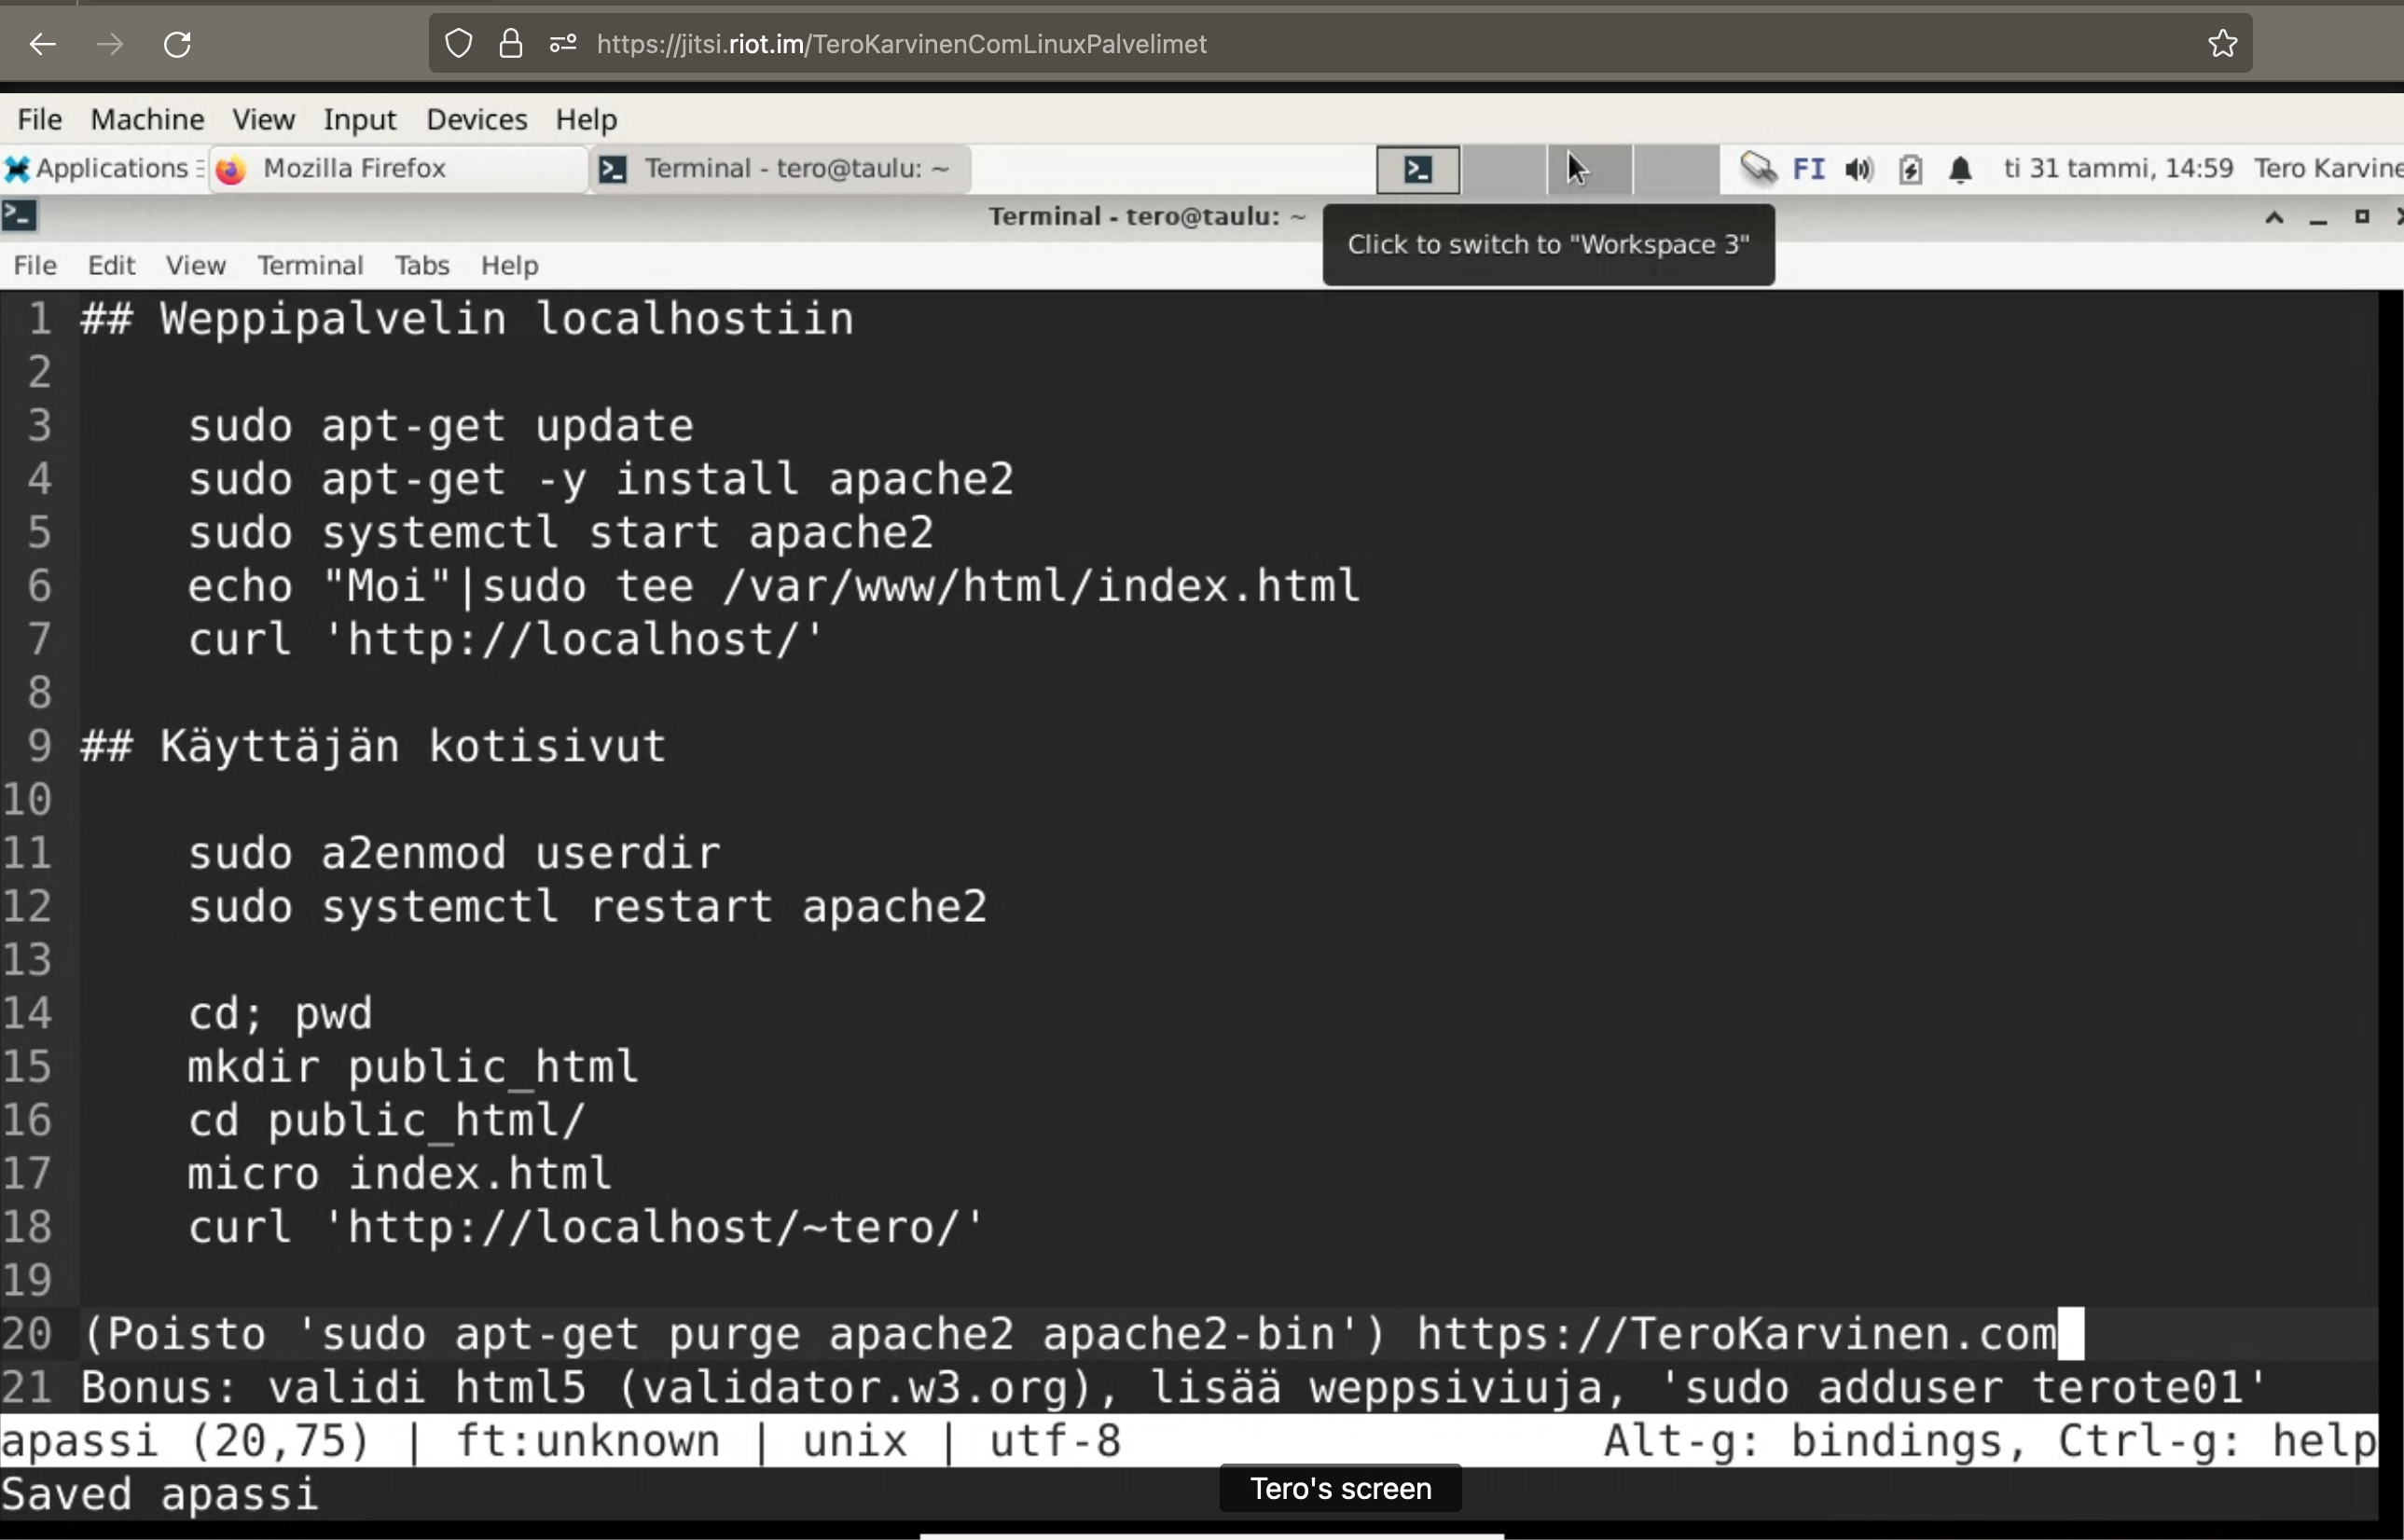 https://jitsi.riot.im/TeroKarvinenComLinuxPalvelimet
File Machine View Input Devices Help
Applications Mozilla Firefox Terminal - tero@taulu: ~ FI ti 31 tammi, 14:59 Tero Karvine
Terminal - tero@taulu: ~
Click to switch to "Workspace 3"
File Edit View Terminal Tabs Help
1 ## Weppipalvelin localhostiin
2
3 sudo apt-get update
4 sudo apt-get -y install apache2
5 sudo systemctl start apache2
6 echo "Moi"|sudo tee /var/www/html/index.html
7 curl 'http://localhost/'
8
9 ## Käyttäjän kotisivut
10
11 sudo a2enmod userdir
12 sudo systemctl restart apache2
13
14 cd; pwd
15 mkdir public_html
16 cd public_html/
17 micro index.html
18 curl 'http://localhost/~tero/'
19
20 (Poisto 'sudo apt-get purge apache2 apache2-bin') https://TeroKarvinen.com
21 Bonus: validi html5 (validator.w3.org), lisää weppsiviuja, 'sudo adduser terote01'
apassi (20,75) | ft:unknown | unix | utf-8 Alt-g: bindings, Ctrl-g: help
Saved apassi
Tero's screen